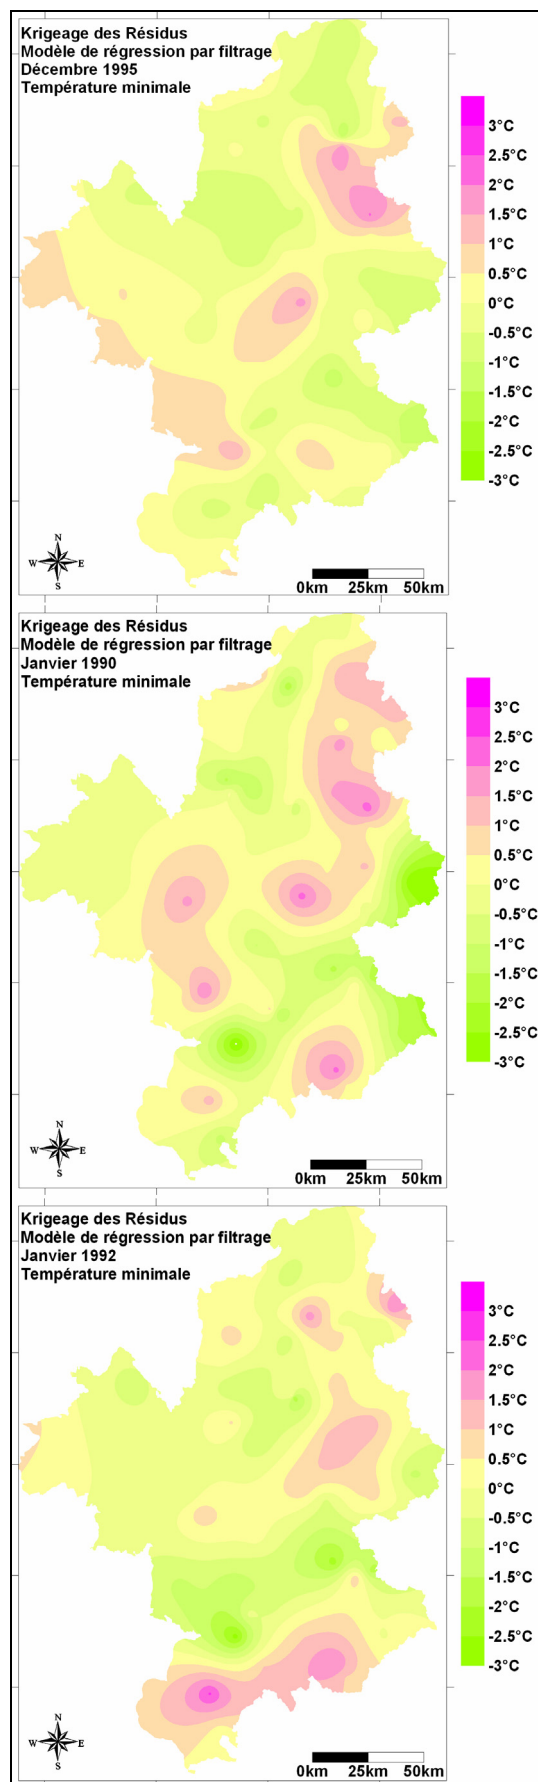 Krigeage des Résidus
Modèle de régression par filtrage
Décembre 1995
Température minimale
3°C
2.5°C
2°C
1.5°C
1°C
0.5°C
0°C
-0.5°C
-1°C
-1.5°C
-2°C
-2.5°C
-3°C
N
W E
S
0km 25km 50km
Krigeage des Résidus
Modèle de régression par filtrage
Janvier 1990
Température minimale
3°C
2.5°C
2°C
1.5°C
1°C
0.5°C
0°C
-0.5°C
-1°C
-1.5°C
-2°C
-2.5°C
-3°C
N
W E
S
0km 25km 50km
Krigeage des Résidus
Modèle de régression par filtrage
Janvier 1992
Température minimale
3°C
2.5°C
2°C
1.5°C
1°C
0.5°C
0°C
-0.5°C
-1°C
-1.5°C
-2°C
-2.5°C
-3°C
N
W E
S
0km 25km 50km